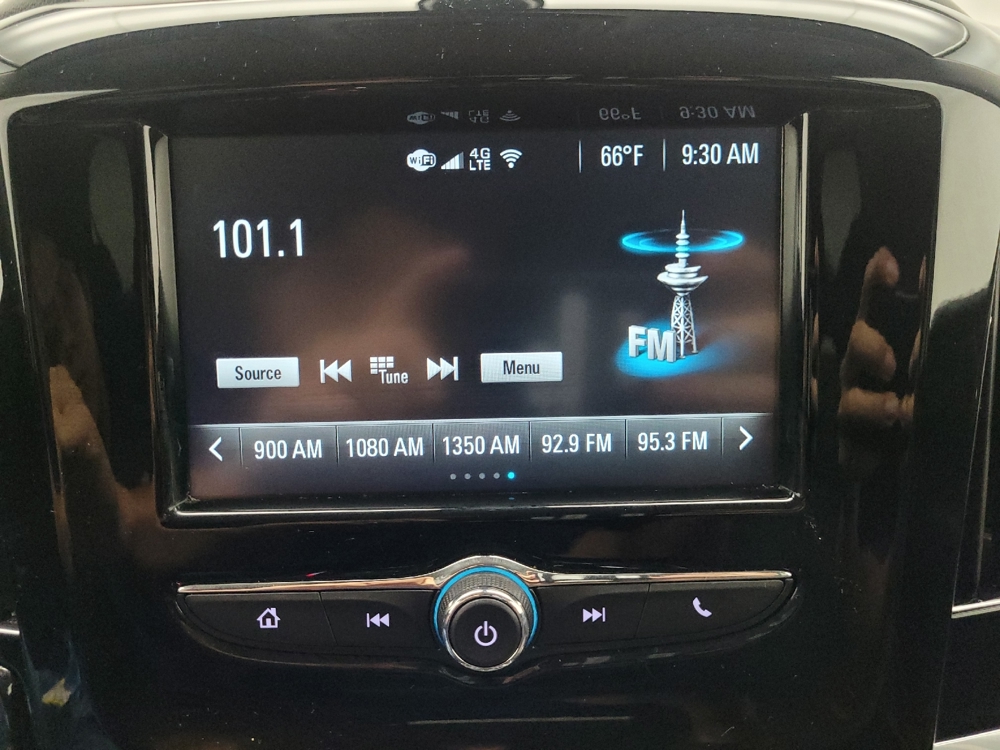 WiFi 4G LTE 66°F 9:30 AM
101.1
FM
Source Tune Menu
900 AM 1080 AM 1350 AM 92.9 FM 95.3 FM